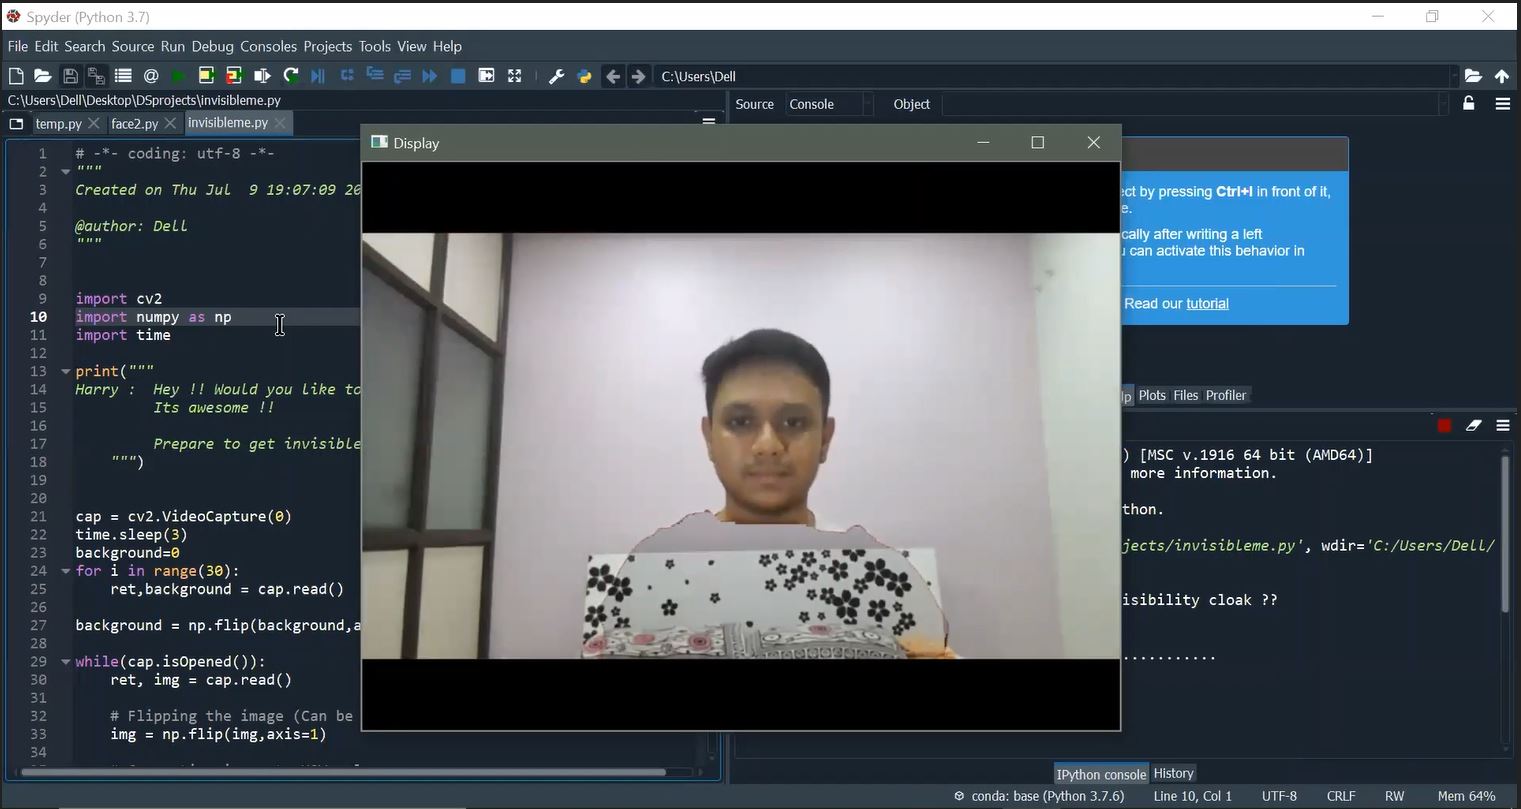 Spyder (Python 3.7)
File Edit Search Source Run Debug Consoles Projects Tools View Help
C:\Users\Dell
C:\Users\Dell\Desktop\DSprojects\invisibleme.py
temp.py face2.py invisibleme.py
Source Console Object
1 # -*- coding: utf-8 -*-
2 """
3 Created on Thu Jul 9 19:07:09 20
4
5 @author: Dell
6 """
7
8
9 import cv2
10 import numpy as np
11 import time
12
13 print("""
14 Harry : Hey !! Would you like to
15 Its awesome !!
16
17 Prepare to get invisible
18 """)
19
20
21 cap = cv2.VideoCapture(0)
22 time.sleep(3)
23 background=0
24 for i in range(30):
25 ret,background = cap.read()
26
27 background = np.flip(background,a
28
29 while(cap.isOpened()):
30 ret, img = cap.read()
31
32 # Flipping the image (Can be
33 img = np.flip(img,axis=1)
34
Display
ect by pressing Ctrl+I in front of it,
e.
cally after writing a left
u can activate this behavior in
Read our tutorial
lp Plots Files Profiler
) [MSC v.1916 64 bit (AMD64)]
more information.
thon.
jects/invisibleme.py', wdir='C:/Users/Dell/
isibility cloak ??
...........
IPython console History
conda: base (Python 3.7.6) Line 10, Col 1 UTF-8 CRLF RW Mem 64%